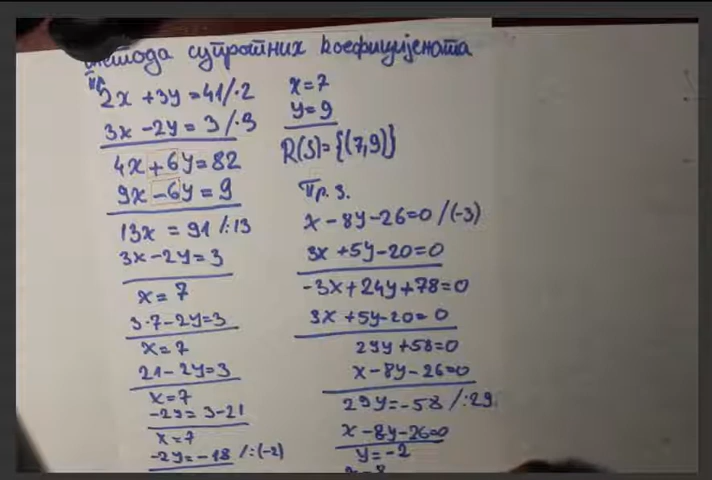 метода супротних коефицијената
Пр.
2x + 3y = 41 /·2
3x - 2y = 3 /·3
4x + 6y = 82
9x - 6y = 9
13x = 91 /:13
3x - 2y = 3
x = 7
3·7 - 2y = 3
x = 7
21 - 2y = 3
x = 7
-2y = 3 - 21
x = 7
-2y = -18 /:(-2)
x = 7
y = 9
R(S) = {(7,9)}
Пр. 3.
x - 8y - 26 = 0 /(-3)
3x + 5y - 20 = 0
-3x + 24y + 78 = 0
3x + 5y - 20 = 0
29y + 58 = 0
x - 8y - 26 = 0
29y = -58 /:29
x - 8y - 26 = 0
y = -2